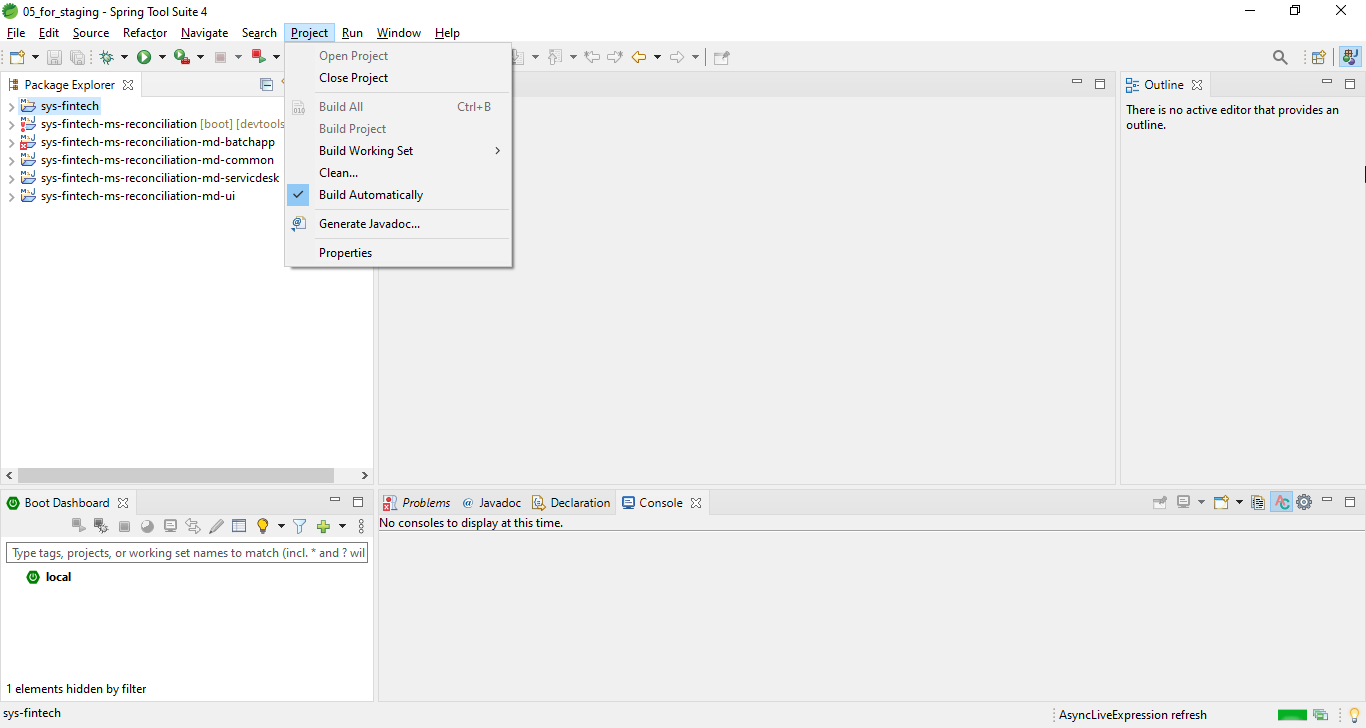 05_for_staging - Spring Tool Suite 4
File Edit Source Refactor Navigate Search Project Run Window Help
Open Project
Close Project
Build All Ctrl+B
Build Project
Build Working Set
Clean...
Build Automatically
Generate Javadoc...
Properties
Package Explorer
sys-fintech
sys-fintech-ms-reconciliation [boot] [devtools
sys-fintech-ms-reconciliation-md-batchapp
sys-fintech-ms-reconciliation-md-common
sys-fintech-ms-reconciliation-md-servicdesk
sys-fintech-ms-reconciliation-md-ui
Outline
There is no active editor that provides an
outline.
Boot Dashboard
Type tags, projects, or working set names to match (incl. * and ? wil
local
1 elements hidden by filter
Problems Javadoc Declaration Console
No consoles to display at this time.
sys-fintech
AsyncLiveExpression refresh